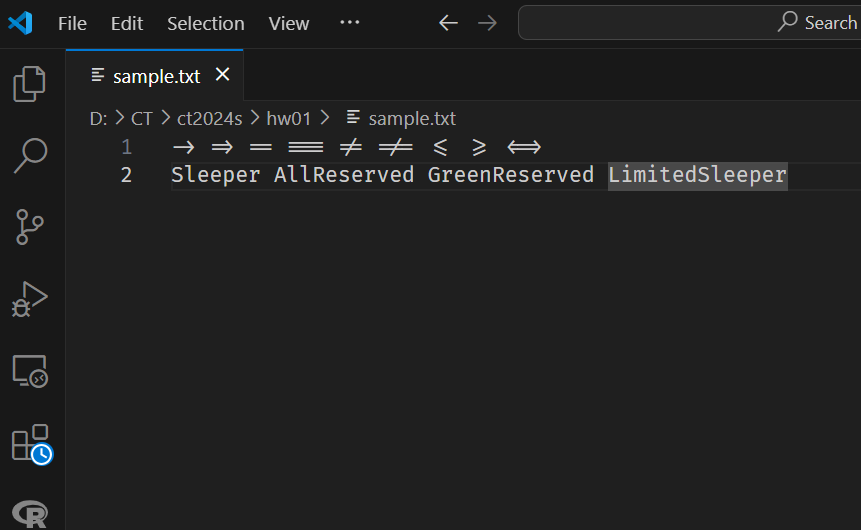 File Edit Selection View ··· ← → Search
sample.txt ×
D: > CT > ct2024s > hw01 > sample.txt
1 -> => == === != !== <= >= <=>
2 Sleeper AllReserved GreenReserved LimitedSleeper
R